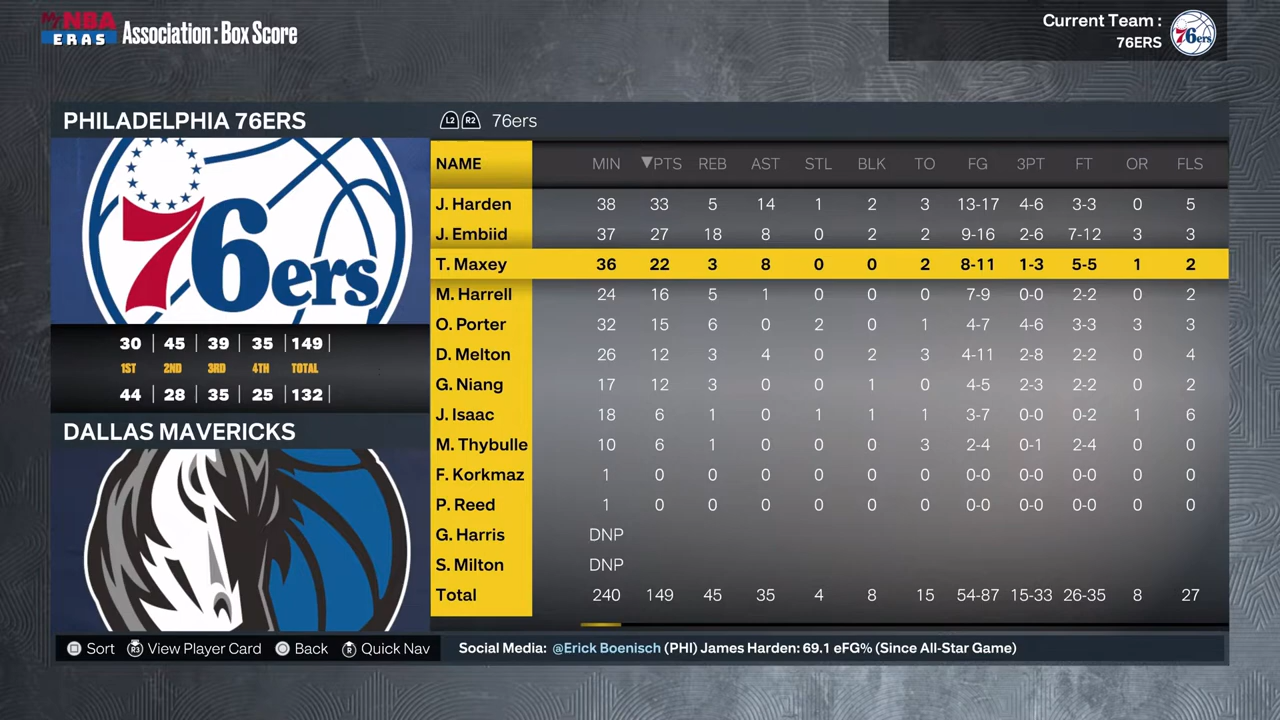 MyNBA ERAS Association : Box Score
Current Team :
76ERS
76ers
PHILADELPHIA 76ERS
76ers
30 | 45 | 39 | 35 | 149 |
1ST 2ND 3RD 4TH TOTAL
44 | 28 | 35 | 25 | 132 |
DALLAS MAVERICKS
L2 R2 76ers
NAME MIN ▼PTS REB AST STL BLK TO FG 3PT FT OR FLS
J. Harden 38 33 5 14 1 2 3 13-17 4-6 3-3 0 5
J. Embiid 37 27 18 8 0 2 2 9-16 2-6 7-12 3 3
T. Maxey 36 22 3 8 0 0 2 8-11 1-3 5-5 1 2
M. Harrell 24 16 5 1 0 0 0 7-9 0-0 2-2 0 2
O. Porter 32 15 6 0 2 0 1 4-7 4-6 3-3 3 3
D. Melton 26 12 3 4 0 2 3 4-11 2-8 2-2 0 4
G. Niang 17 12 3 0 0 1 0 4-5 2-3 2-2 0 2
J. Isaac 18 6 1 0 1 1 1 3-7 0-0 0-2 1 6
M. Thybulle 10 6 1 0 0 0 3 2-4 0-1 2-4 0 0
F. Korkmaz 1 0 0 0 0 0 0 0-0 0-0 0-0 0 0
P. Reed 1 0 0 0 0 0 0 0-0 0-0 0-0 0 0
G. Harris DNP
S. Milton DNP
Total 240 149 45 35 4 8 15 54-87 15-33 26-35 8 27
Sort R3 View Player Card Back R Quick Nav
Social Media: @Erick Boenisch (PHI) James Harden: 69.1 eFG% (Since All-Star Game)